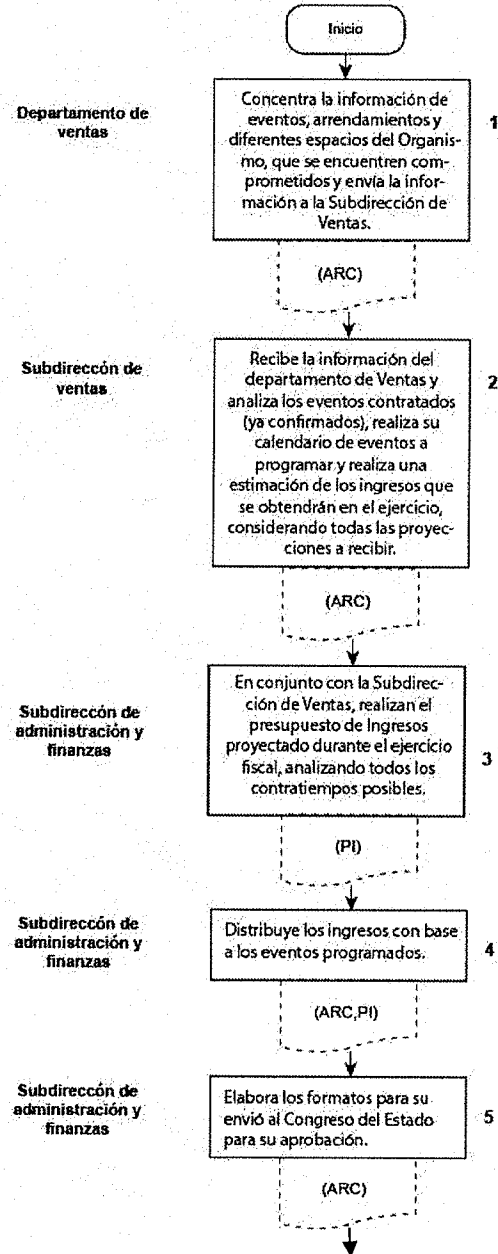 Inicio
Departamento de
ventas
Concentra la información de
eventos, arrendamientos y
diferentes espacios del Organis-
mo, que se encuentren com-
prometidos y envía la infor-
mación a la Subdirección de
Ventas.
1
(ARC)
Subdireccón de
ventas
Recibe la información del
departamento de Ventas y
analiza los eventos contratados
(ya confirmados), realiza su
calendario de eventos a
programar y realiza una
estimación de los ingresos que
se obtendrán en el ejercicio,
considerando todas las proyec-
ciones a recibir.
2
(ARC)
Subdireccón de
administración y
finanzas
En conjunto con la Subdirec-
ción de Ventas, realizan el
presupuesto de Ingresos
proyectado durante el ejercicio
fiscal, analizando todos los
contratiempos posibles.
3
(PI)
Subdireccón de
administración y
finanzas
Distribuye los ingresos con base
a los eventos programados.
4
(ARC,PI)
Subdireccón de
administración y
finanzas
Elabora los formatos para su
envió al Congreso del Estado
para su aprobación.
5
(ARC)